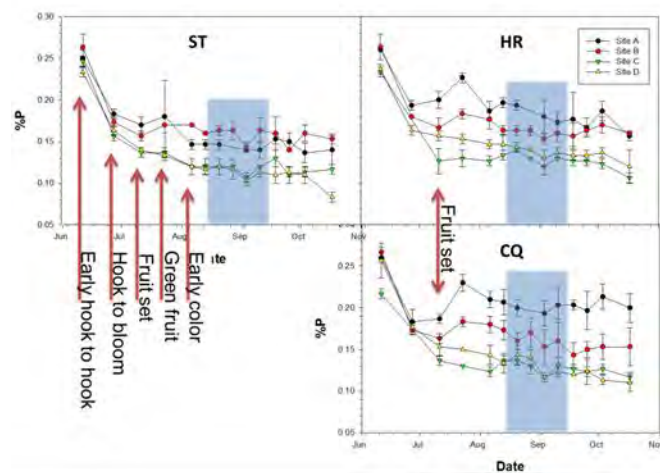 ST
0.30
0.25
0.20
0.15
0.10
0.05
%P
Jun
Jul
Aug
Sep
Oct
ate
Early hook to hook
Hook to bloom
Fruit set
Green fruit
Early color
HR
Site A
Site B
Site C
Site D
Nov
Fruit set
CQ
0.25
0.20
0.15
0.10
0.05
%P
Jun
Jul
Aug
Sep
Oct
Nov
Date